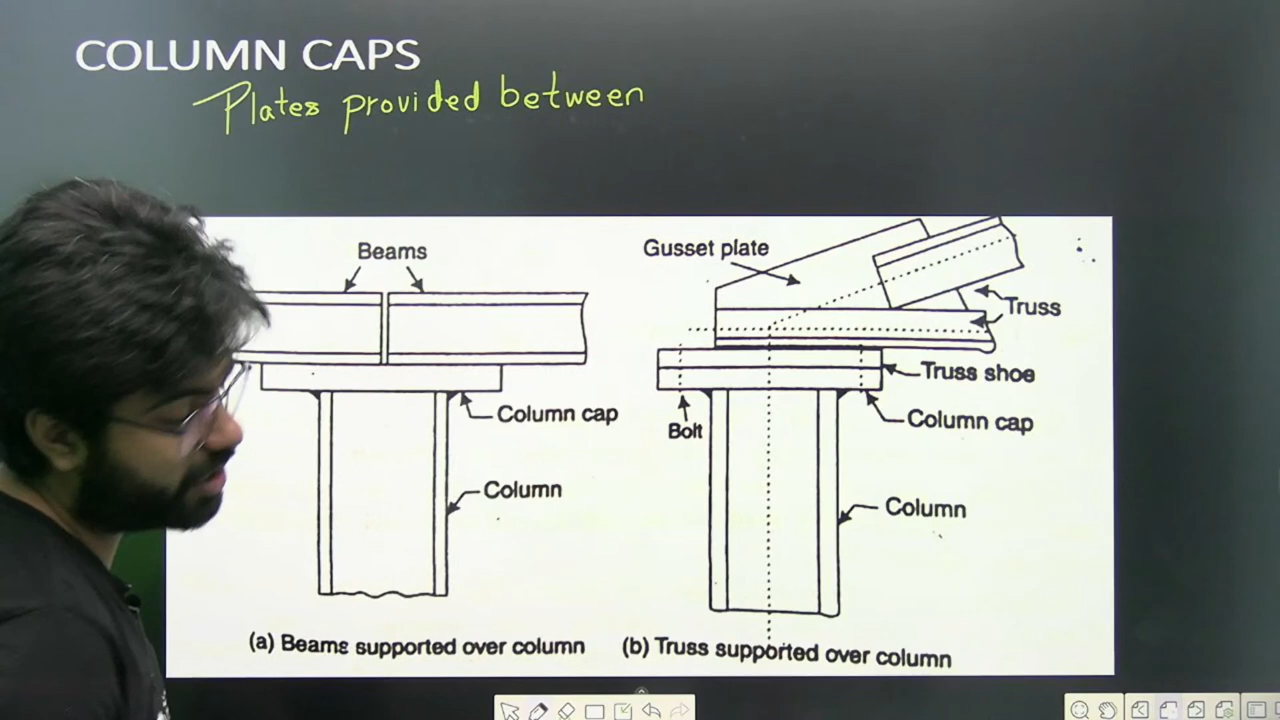 COLUMN CAPS
Plates provided between
Beams
Column cap
Column
(a) Beams supported over column
Gusset plate
Truss
Truss shoe
Column cap
Bolt
Column
(b) Truss supported over column